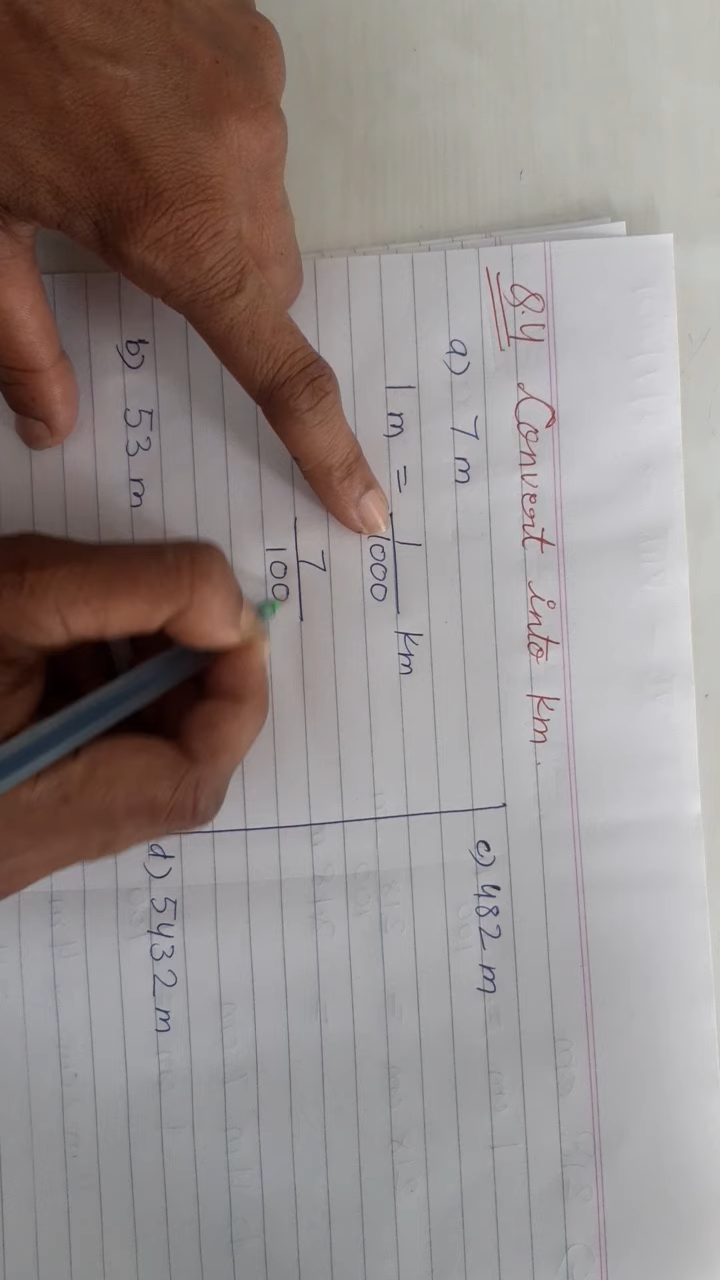 8.4 Convert into km.
a) 7 m
1 m = 1/1000 km
7/100
b) 53 m
c) 482 m
d) 5432 m